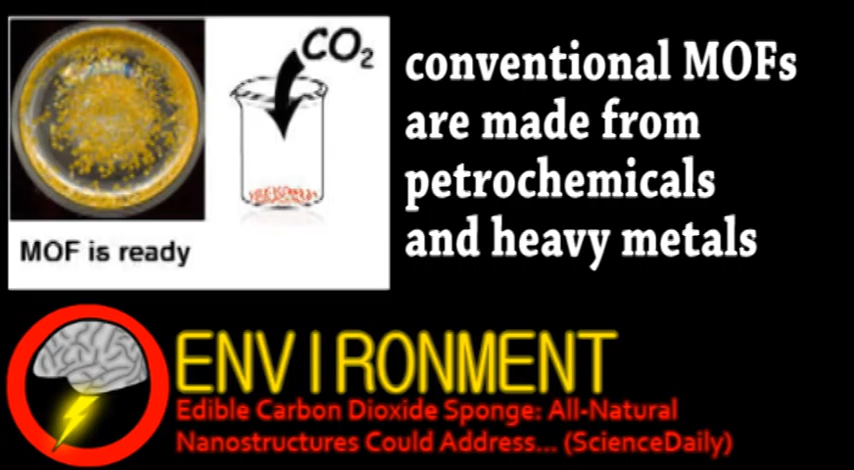 CO2
MOF is ready
conventional MOFs
are made from
petrochemicals
and heavy metals
ENVIRONMENT
Edible Carbon Dioxide Sponge: All-Natural
Nanostructures Could Address... (ScienceDaily)